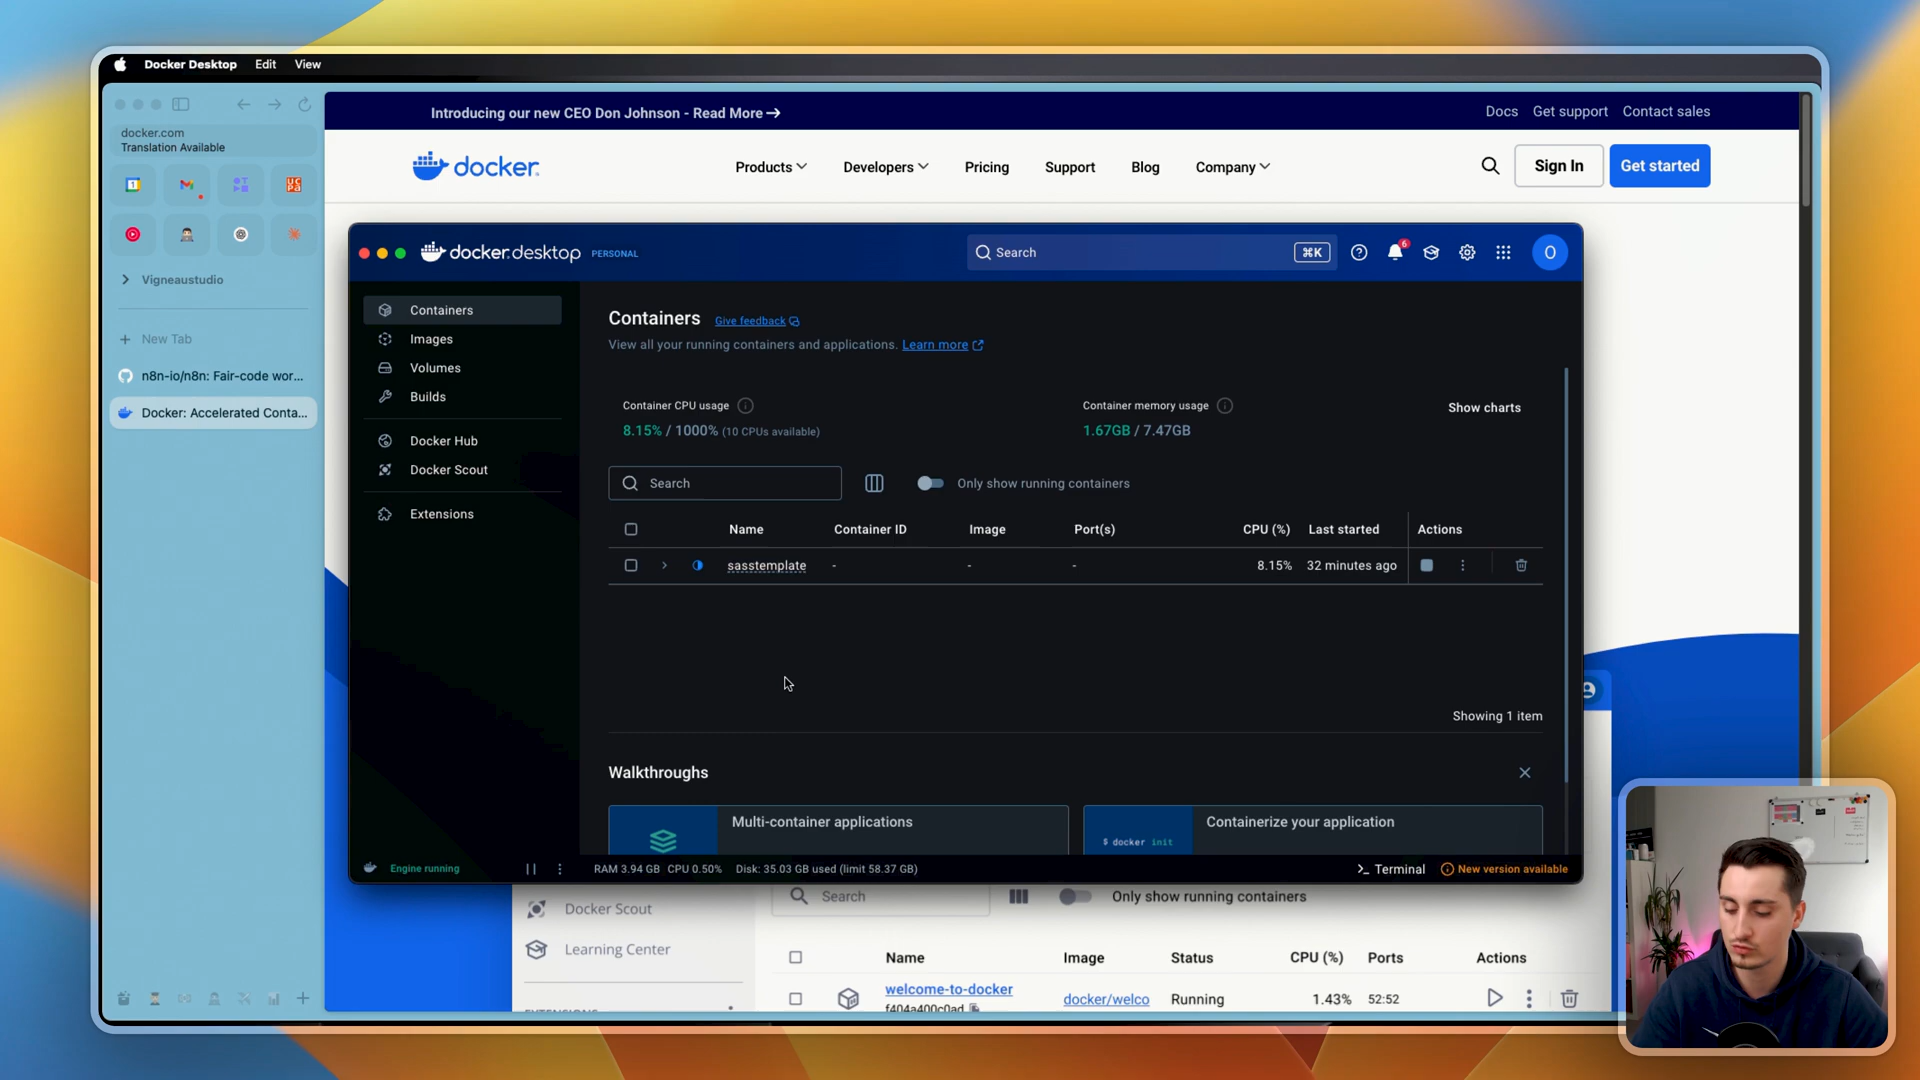 Docker Desktop Edit View
docker.com
Translation Available
1
UC
PA
Vigneaustudio
New Tab
n8n-io/n8n: Fair-code wor...
Docker: Accelerated Conta...
Introducing our new CEO Don Johnson - Read More →
Docs Get support Contact sales
docker.
Products Developers Pricing Support Blog Company
Sign In
Get started
docker.desktop PERSONAL
Search ⌘K
6
O
Containers
Images
Volumes
Builds
Docker Hub
Docker Scout
Extensions
Containers Give feedback
View all your running containers and applications. Learn more
Container CPU usage
8.15% / 1000% (10 CPUs available)
Container memory usage
1.67GB / 7.47GB
Show charts
Search
Only show running containers
Name Container ID Image Port(s) CPU (%) Last started Actions
sasstemplate - - - 8.15% 32 minutes ago
Showing 1 item
Walkthroughs
Multi-container applications
$ docker init
Containerize your application
Engine running
RAM 3.94 GB CPU 0.50% Disk: 35.03 GB used (limit 58.37 GB)
>_ Terminal
New version available
Docker Scout
Learning Center
Search
Only show running containers
Name Image Status CPU (%) Ports Actions
welcome-to-docker docker/welco Running 1.43% 52:52
f404a400c0ad
EXTENSIONS